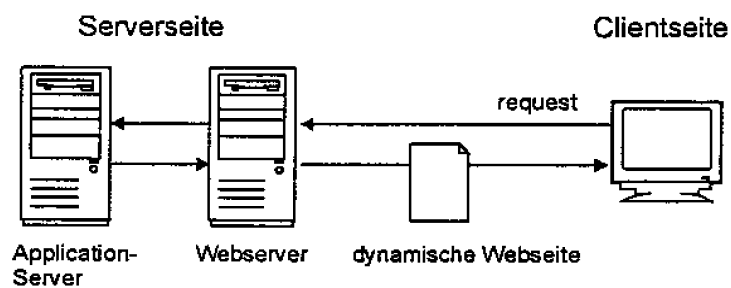 Serverseite
Clientseite
request
Application-
Server
Webserver
dynamische Webseite